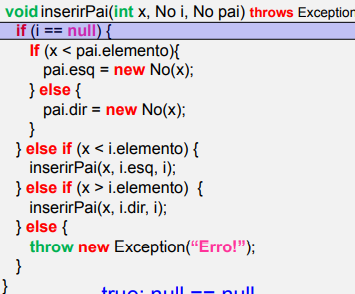 void inserirPai(int x, No i, No pai) throws Exception
if (i == null) {
If (x < pai.elemento){
pai.esq = new No(x);
} else {
pai.dir = new No(x);
}
} else if (x < i.elemento) {
inserirPai(x, i.esq, i);
} else if (x > i.elemento) {
inserirPai(x, i.dir, i);
} else {
throw new Exception(“Erro!”);
}
}
true: null == null